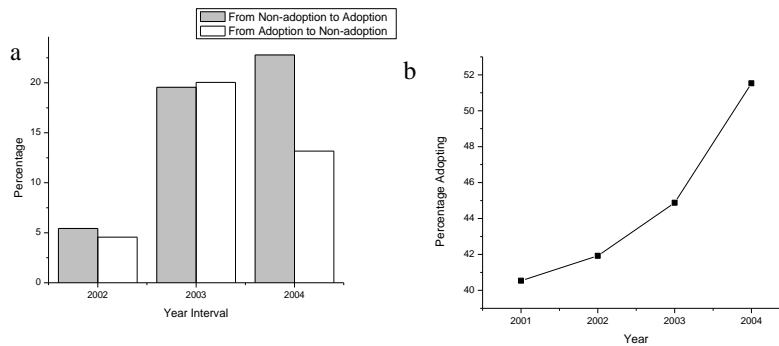 From Non-adoption to Adoption
From Adoption to Non-adoption
a
Percentage
20
15
10
5
0
2002 2003 2004
Year Interval
b
Percentage Adopting
52
50
48
46
44
42
40
2001 2002 2003 2004
Year